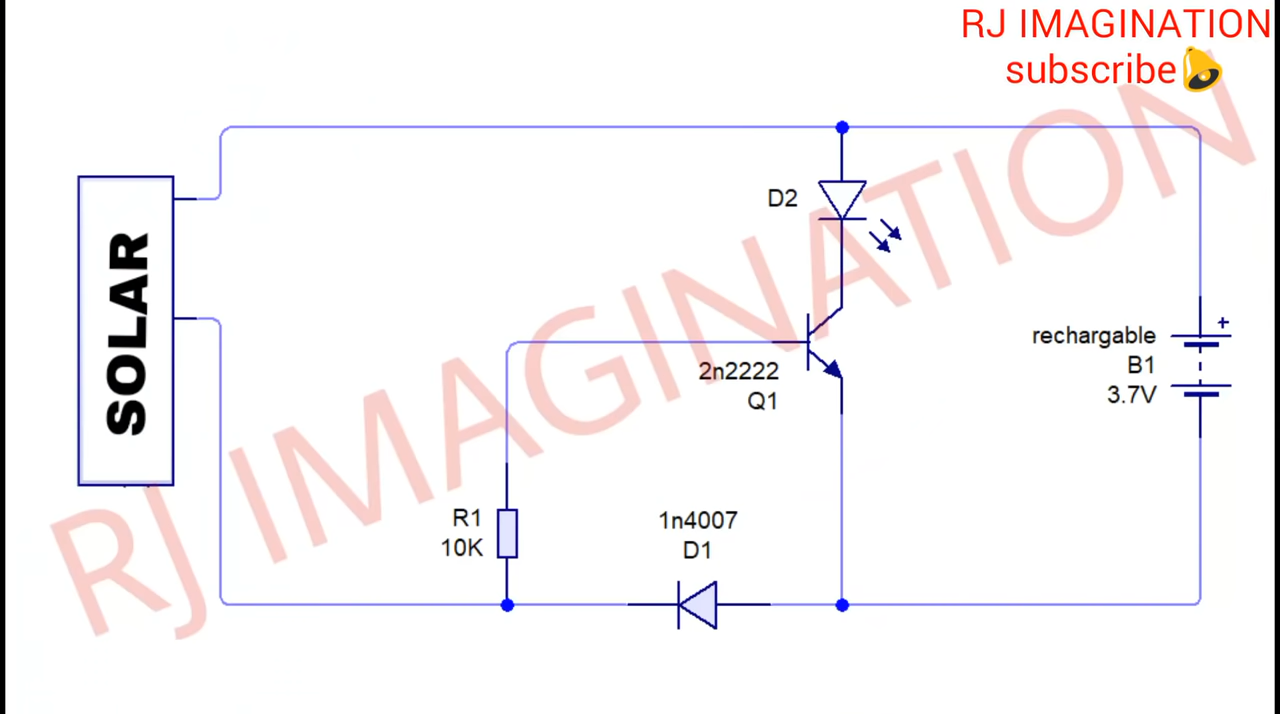 RJ IMAGINATION
subscribe
RJ IMAGINATION
SOLAR
D2
rechargable
B1
3.7V
+
2n2222
Q1
R1
10K
1n4007
D1